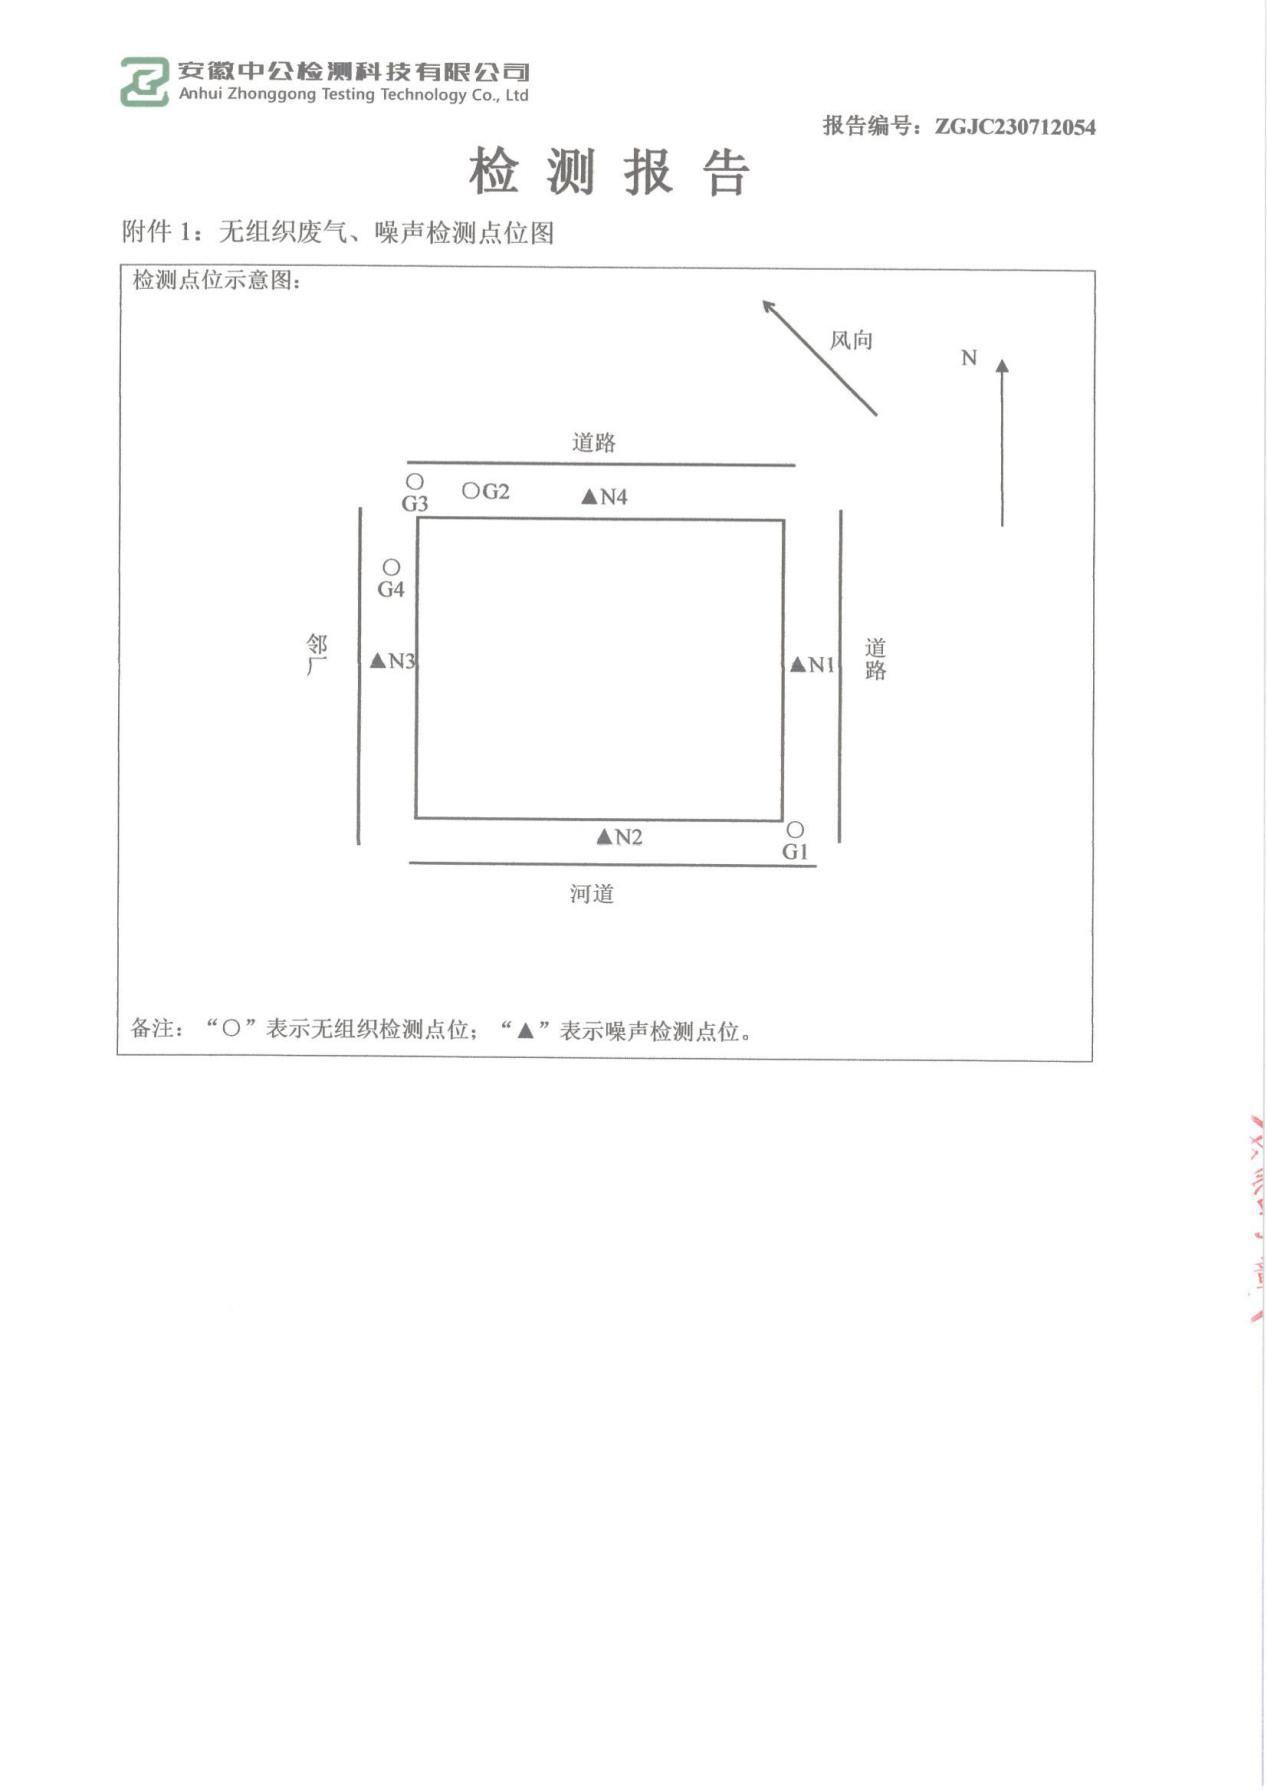 安徽中公检测科技有限公司
Anhui Zhonggong Testing Technology Co., Ltd
报告编号：ZGJC230712054
检测报告
附件 1：无组织废气、噪声检测点位图
检测点位示意图：
风向
N
道路
G3
G2
▲N4
G4
邻厂
▲N3
▲N1
道路
▲N2
G1
河道
备注：“○”表示无组织检测点位；“▲”表示噪声检测点位。